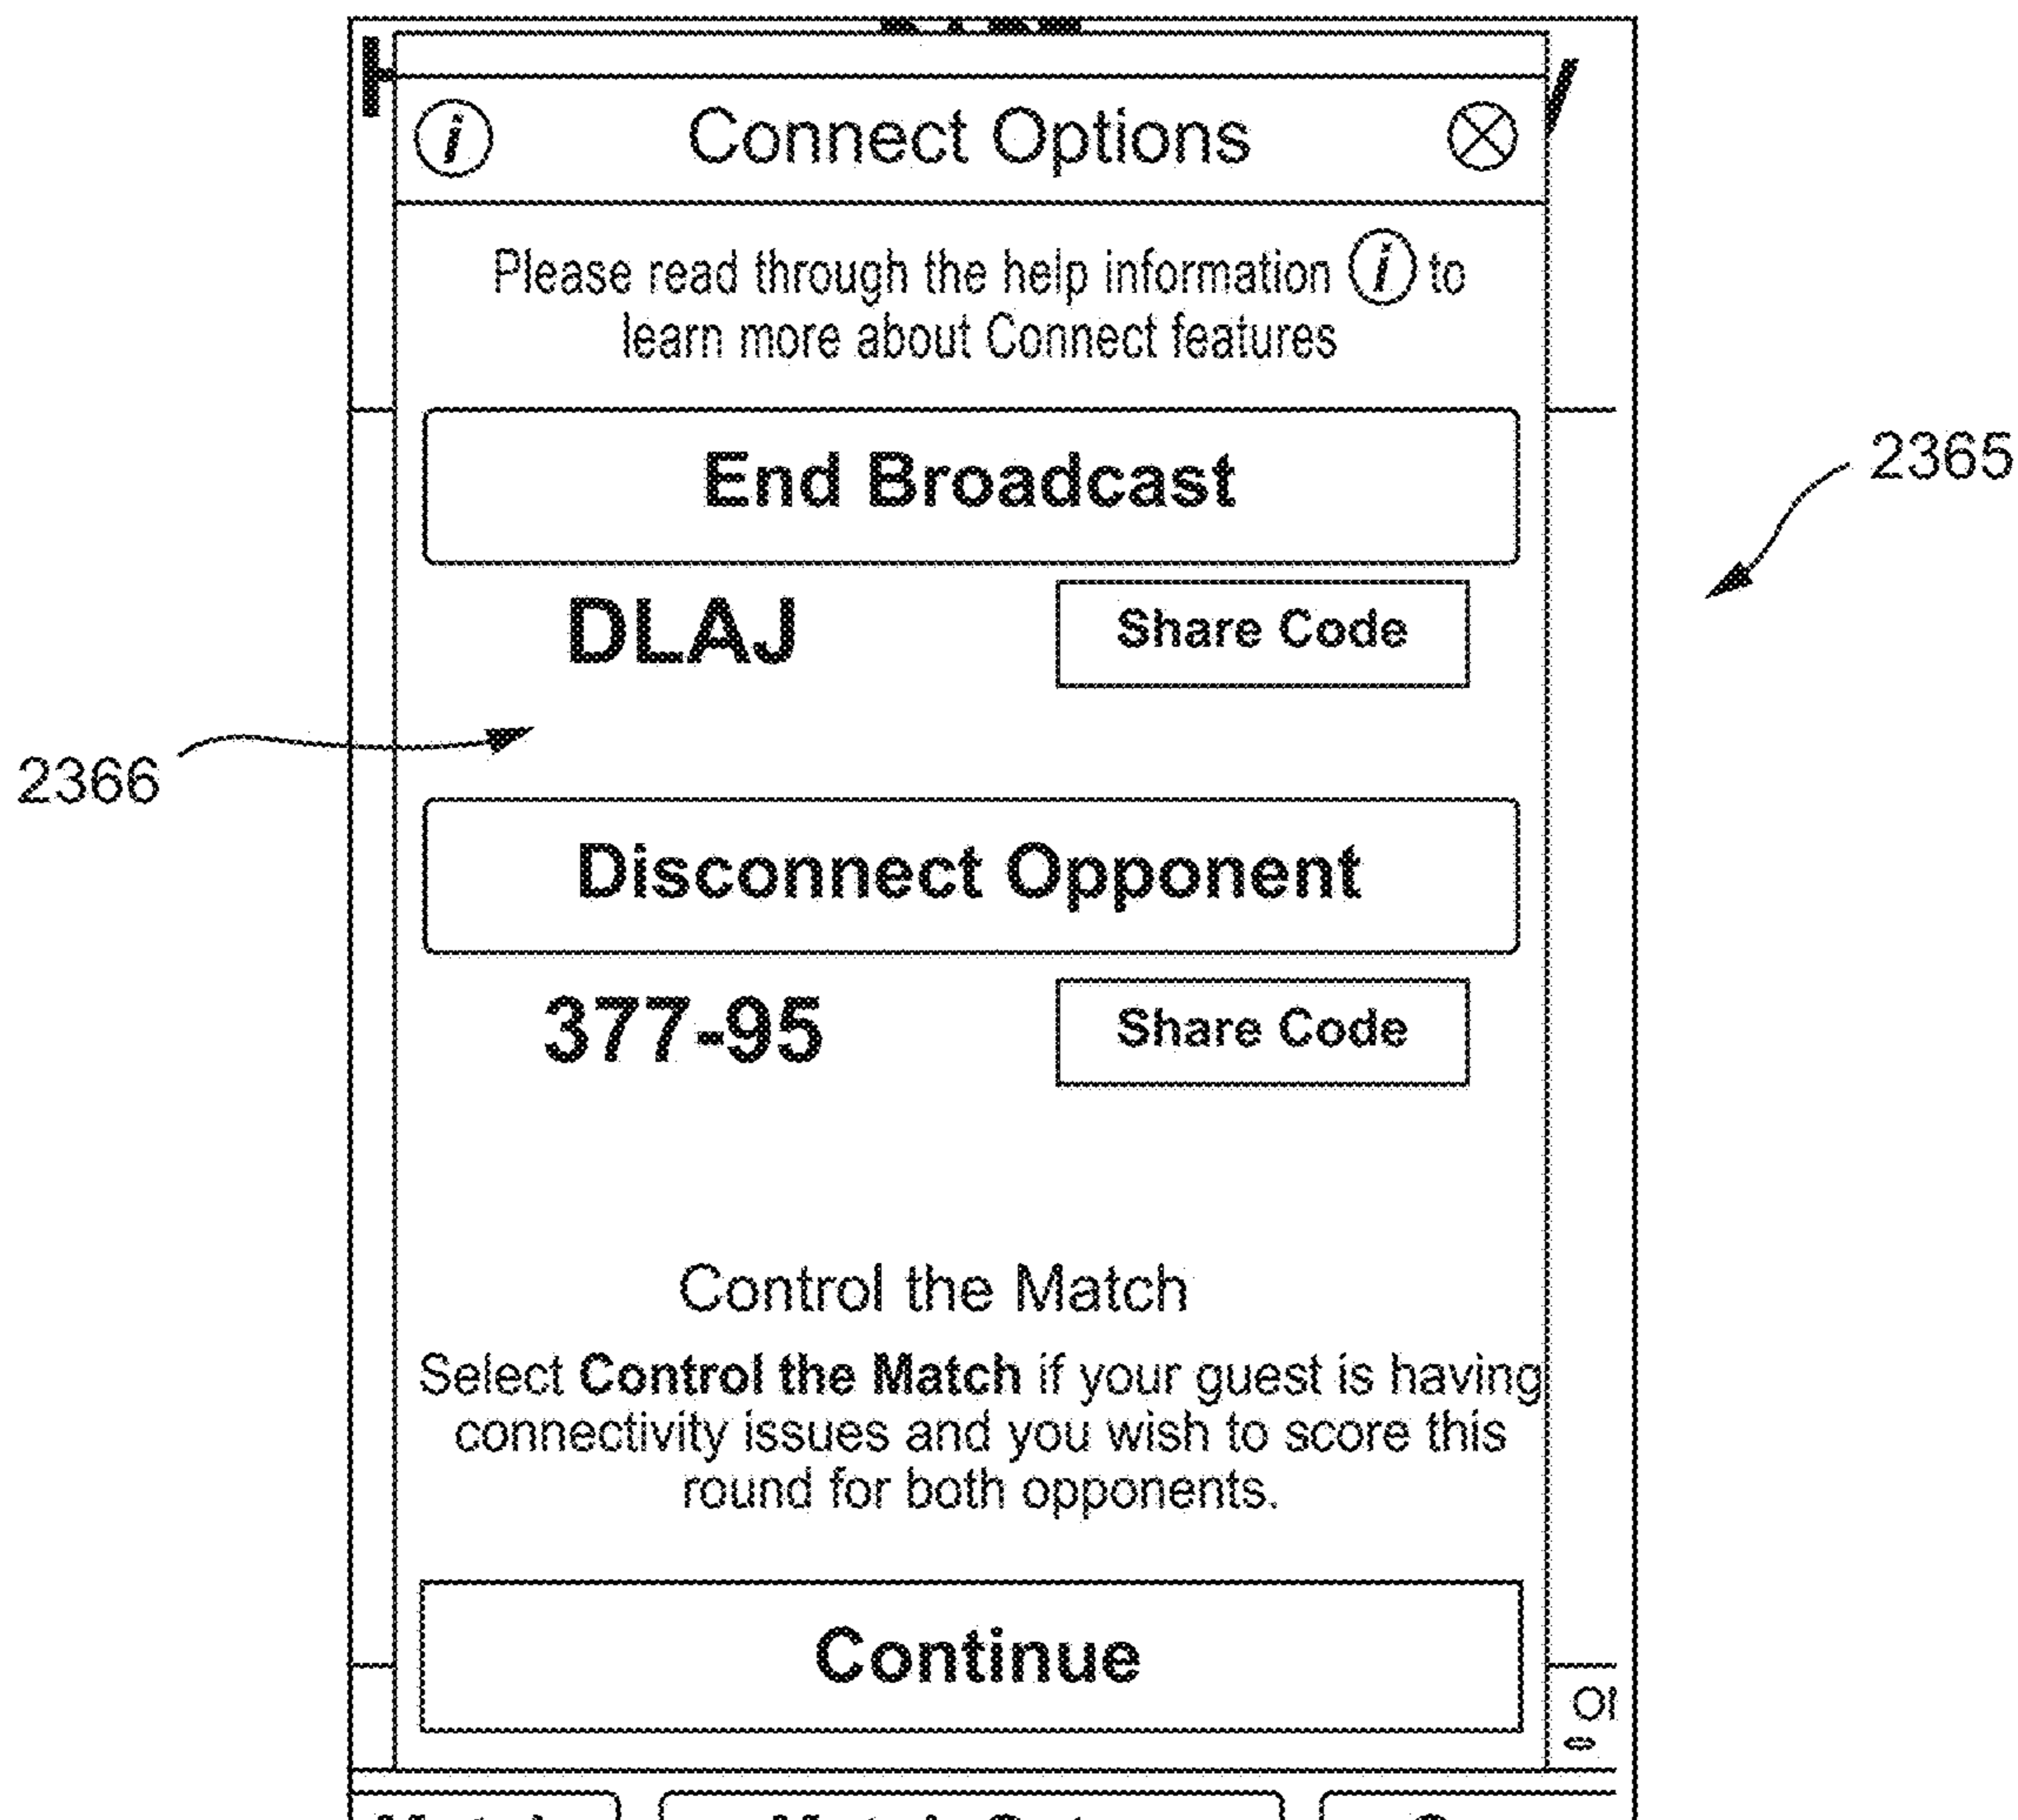 Connect Options
Please read through the help information i to
learn more about Connect features
End Broadcast
2365
DLAJ
Share Code
2366
Disconnect Opponent
377-95
Share Code
Control the Match
Select Control the Match if your guest is having
connectivity issues and you wish to score this
round for both opponents.
Continue